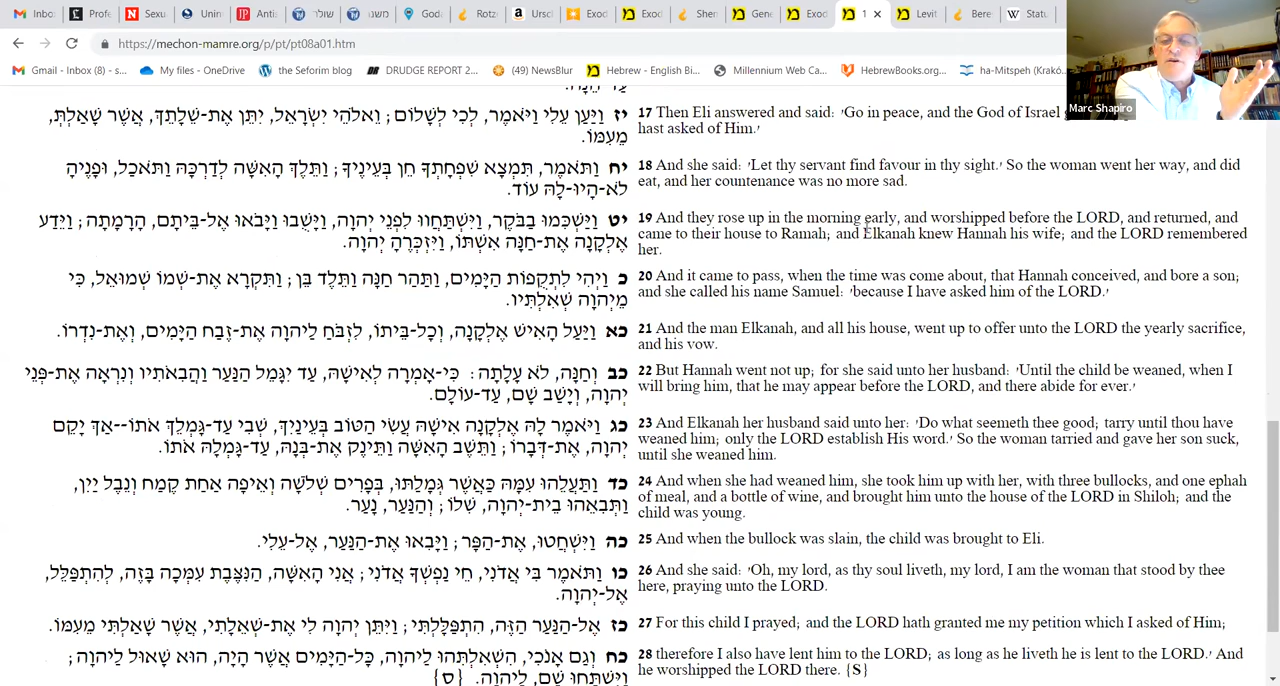 Inbo
Profe
Sexu
Unin
Antis
שולר
משנו
Goda
Rotz
Ursch
Exod
Exod
Shem
Gene
Exod
1
Levit
Bere
Statu
https://mechon-mamre.org/p/pt/pt08a01.htm
Gmail - Inbox (8) - s...
My files - OneDrive
the Seforim blog
DRUDGE REPORT 2...
(49) NewsBlur
Hebrew - English Bi...
Millennium Web Ca...
HebrewBooks.org...
ha-Mitspeh (Krakó...
Marc Shapiro
יז וַיַּעַן עֵלִי וַיֹּאמֶר, לְכִי לְשָׁלוֹם; וֵאלֹהֵי יִשְׂרָאֵל, יִתֵּן אֶת-שֵׁלָתֵךְ, אֲשֶׁר שָׁאַלְתְּ,
מֵעִמּוֹ.
17 Then Eli answered and said: 'Go in peace, and the God of Israel
hast asked of Him.'
יח וַתֹּאמֶר, תִּמְצָא שִׁפְחָתְךָ חֵן בְּעֵינֶיךָ; וַתֵּלֶךְ הָאִשָּׁה לְדַרְכָּהּ וַתֹּאכַל, וּפָנֶיהָ
לֹא-הָיוּ-לָהּ עוֹד.
18 And she said: 'Let thy servant find favour in thy sight.' So the woman went her way, and did
eat, and her countenance was no more sad.
יט וַיַּשְׁכִּמוּ בַבֹּקֶר, וַיִּשְׁתַּחֲווּ לִפְנֵי יְהוָה, וַיָּשֻׁבוּ וַיָּבֹאוּ אֶל-בֵּיתָם, הָרָמָתָה; וַיֵּדַע
אֶלְקָנָה אֶת-חַנָּה אִשְׁתּוֹ, וַיִּזְכְּרֶהָ יְהוָה.
19 And they rose up in the morning early, and worshipped before the LORD, and returned, and
came to their house to Ramah; and Elkanah knew Hannah his wife; and the LORD remembered
her.
כ וַיְהִי לִתְקֻפוֹת הַיָּמִים, וַתַּהַר חַנָּה וַתֵּלֶד בֵּן; וַתִּקְרָא אֶת-שְׁמוֹ שְׁמוּאֵל, כִּי
מֵיְהוָה שְׁאִלְתִּיו.
20 And it came to pass, when the time was come about, that Hannah conceived, and bore a son;
and she called his name Samuel: 'because I have asked him of the LORD.'
כא וַיַּעַל הָאִישׁ אֶלְקָנָה, וְכָל-בֵּיתוֹ, לִזְבֹּחַ לַיהוָה אֶת-זֶבַח הַיָּמִים, וְאֶת-נִדְרוֹ.
21 And the man Elkanah, and all his house, went up to offer unto the LORD the yearly sacrifice,
and his vow.
כב וְחַנָּה, לֹא עָלָתָה: כִּי-אָמְרָה לְאִישָׁהּ, עַד יִגָּמֵל הַנַּעַר וַהֲבִאֹתִיו וְנִרְאָה אֶת-פְּנֵי
יְהוָה, וְיָשַׁב שָׁם, עַד-עוֹלָם.
22 But Hannah went not up; for she said unto her husband: 'Until the child be weaned, when I
will bring him, that he may appear before the LORD, and there abide for ever.'
כג וַיֹּאמֶר לָהּ אֶלְקָנָה אִישָׁהּ עֲשִׂי הַטּוֹב בְּעֵינַיִךְ, שְׁבִי עַד-גָּמְלֵךְ אֹתוֹ--אַךְ יָקֵם
יְהוָה, אֶת-דְּבָרוֹ; וַתֵּשֶׁב הָאִשָּׁה וַתֵּינֶק אֶת-בְּנָהּ, עַד-גָּמְלָהּ אֹתוֹ.
23 And Elkanah her husband said unto her: 'Do what seemeth thee good; tarry until thou have
weaned him; only the LORD establish His word.' So the woman tarried and gave her son suck,
until she weaned him.
כד וַתַּעֲלֵהוּ עִמָּהּ כַּאֲשֶׁר גְּמָלַתּוּ, בְּפָרִים שְׁלֹשָׁה וְאֵיפָה אַחַת קֶמַח וְנֵבֶל יַיִן,
וַתְּבִאֵהוּ בֵית-יְהוָה, שִׁלוֹ; וְהַנַּעַר, נָעַר.
24 And when she had weaned him, she took him up with her, with three bullocks, and one ephah
of meal, and a bottle of wine, and brought him unto the house of the LORD in Shiloh; and the
child was young.
כה וַיִּשְׁחֲטוּ, אֶת-הַפָּר; וַיָּבִאוּ אֶת-הַנַּעַר, אֶל-עֵלִי.
25 And when the bullock was slain, the child was brought to Eli.
כו וַתֹּאמֶר בִּי אֲדֹנִי, חֵי נַפְשְׁךָ אֲדֹנִי; אֲנִי הָאִשָּׁה, הַנִּצֶּבֶת עִמְּכָה בָּזֶה, לְהִתְפַּלֵּל,
אֶל-יְהוָה.
26 And she said: 'Oh, my lord, as thy soul liveth, my lord, I am the woman that stood by thee
here, praying unto the LORD.
כז אֶל-הַנַּעַר הַזֶּה, הִתְפַּלָּלְתִּי; וַיִּתֵּן יְהוָה לִי אֶת-שְׁאֵלָתִי, אֲשֶׁר שָׁאַלְתִּי מֵעִמּוֹ.
27 For this child I prayed; and the LORD hath granted me my petition which I asked of Him;
כח וְגַם אָנֹכִי, הִשְׁאִלְתִּהוּ לַיהוָה, כָּל-הַיָּמִים אֲשֶׁר הָיָה, הוּא שָׁאוּל לַיהוָה;
וַיִּשְׁתַּחוּ שָׁם, לַיהוָה. {ס}
28 therefore I also have lent him to the LORD; as long as he liveth he is lent to the LORD.' And
he worshipped the LORD there. {S}